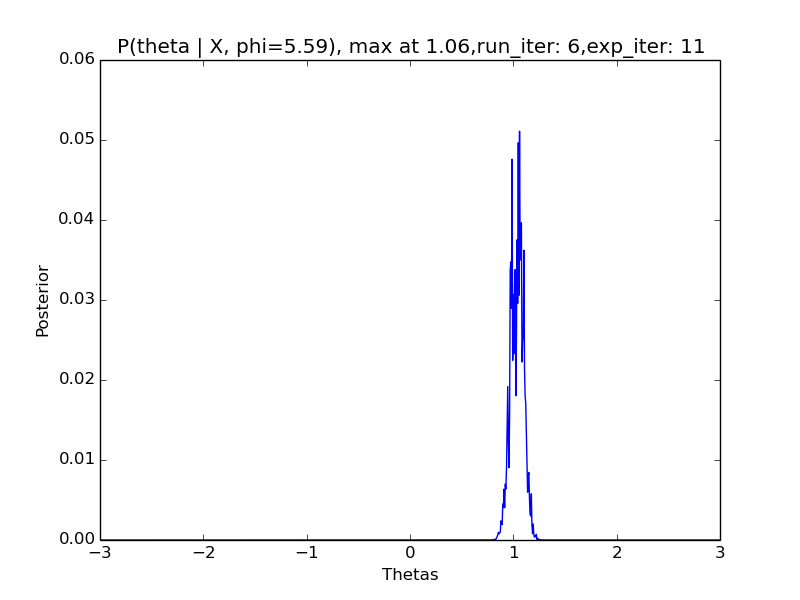 P(theta | X, phi=5.59), max at 1.06,run_iter: 6,exp_iter: 11
0.06
0.05
0.04
0.03
0.02
0.01
0.00
Posterior
−3 −2 −1 0 1 2 3
Thetas